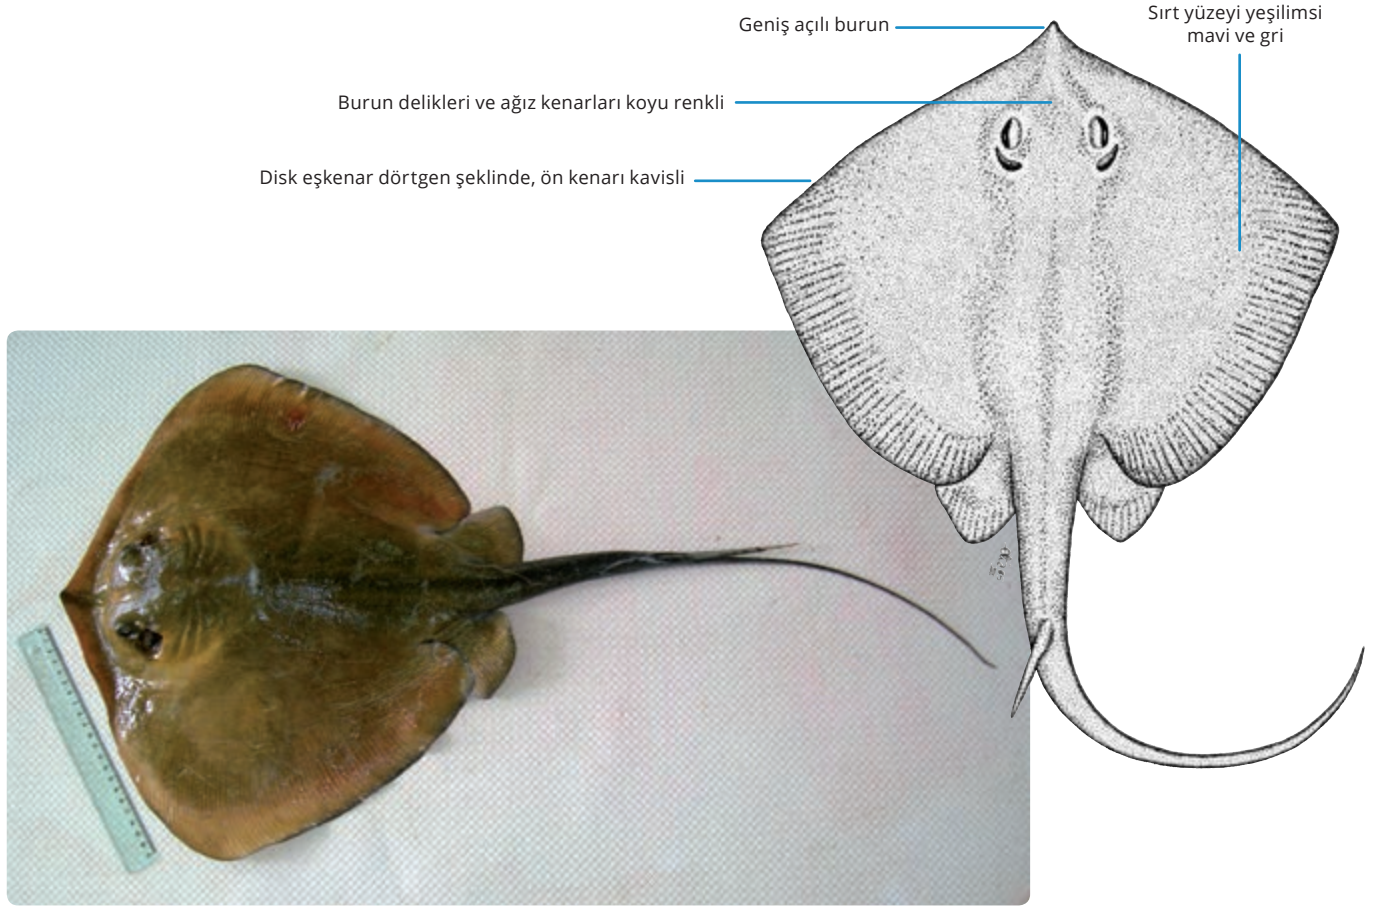 Geniş açılı burun
Sırt yüzeyi yeşilimsi
mavi ve gri
Burun delikleri ve ağız kenarları koyu renkli
Disk eşkenar dörtgen şeklinde, ön kenarı kavisli